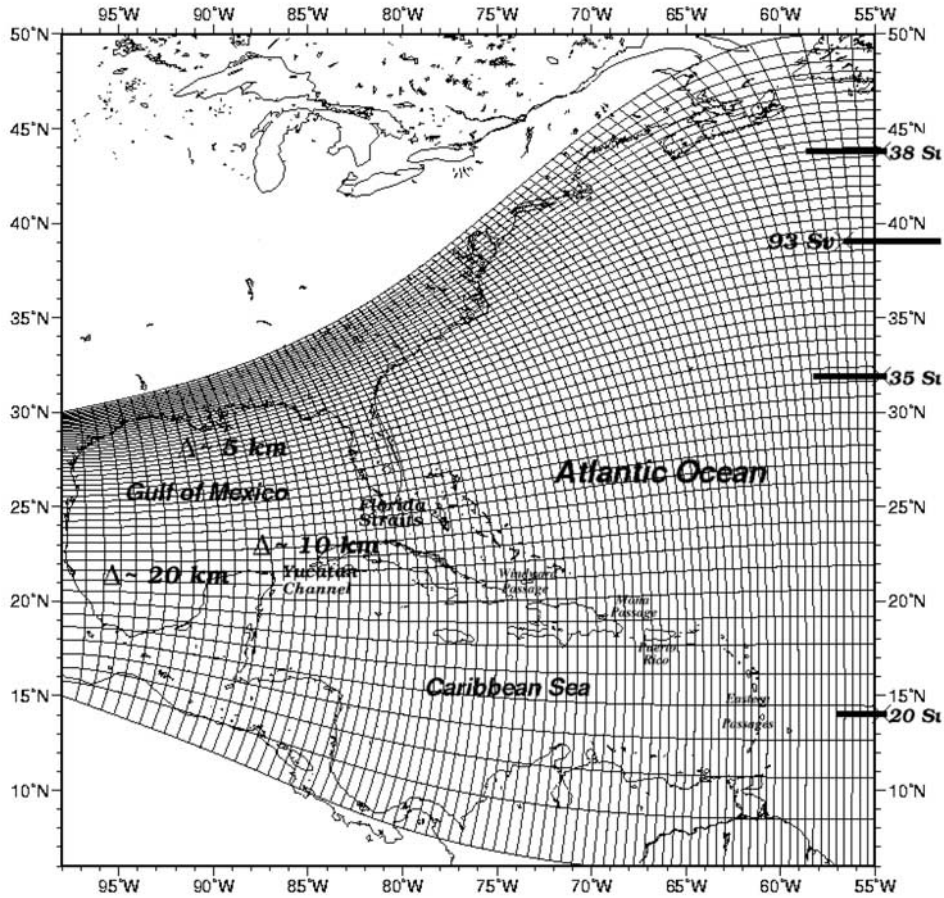 95°W 90°W 85°W 80°W 75°W 70°W 65°W 60°W 55°W
50°N 50°N
45°N 45°N
38 Sı
40°N 40°N
93 Sv
35°N 35°N
35 Sı
30°N 30°N
Δ~ 5 km
Atlantic Ocean
Gulf of Mexico
25°N 25°N
Florida
Straits
Δ~ 10 km
Δ~ 20 km
Yucatan
Channel
Windward
Passage
20°N 20°N
Mona
Passage
Puerto
Rico
Caribbean Sea
15°N 15°N
Eastern
Passages
20 Sı
10°N 10°N
95°W 90°W 85°W 80°W 75°W 70°W 65°W 60°W 55°W